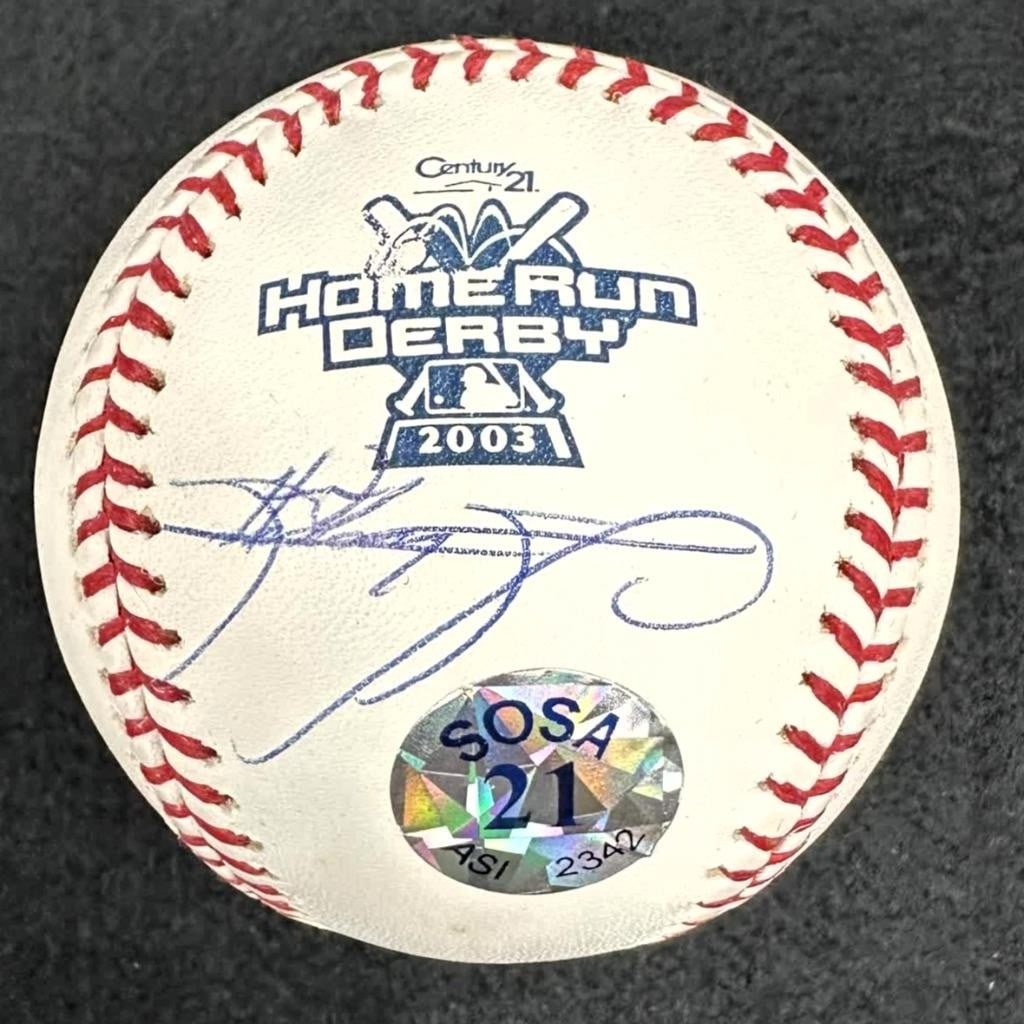 Century 21.
HOME RUN
DERBY
2003
SOSA
21
ASI 2342